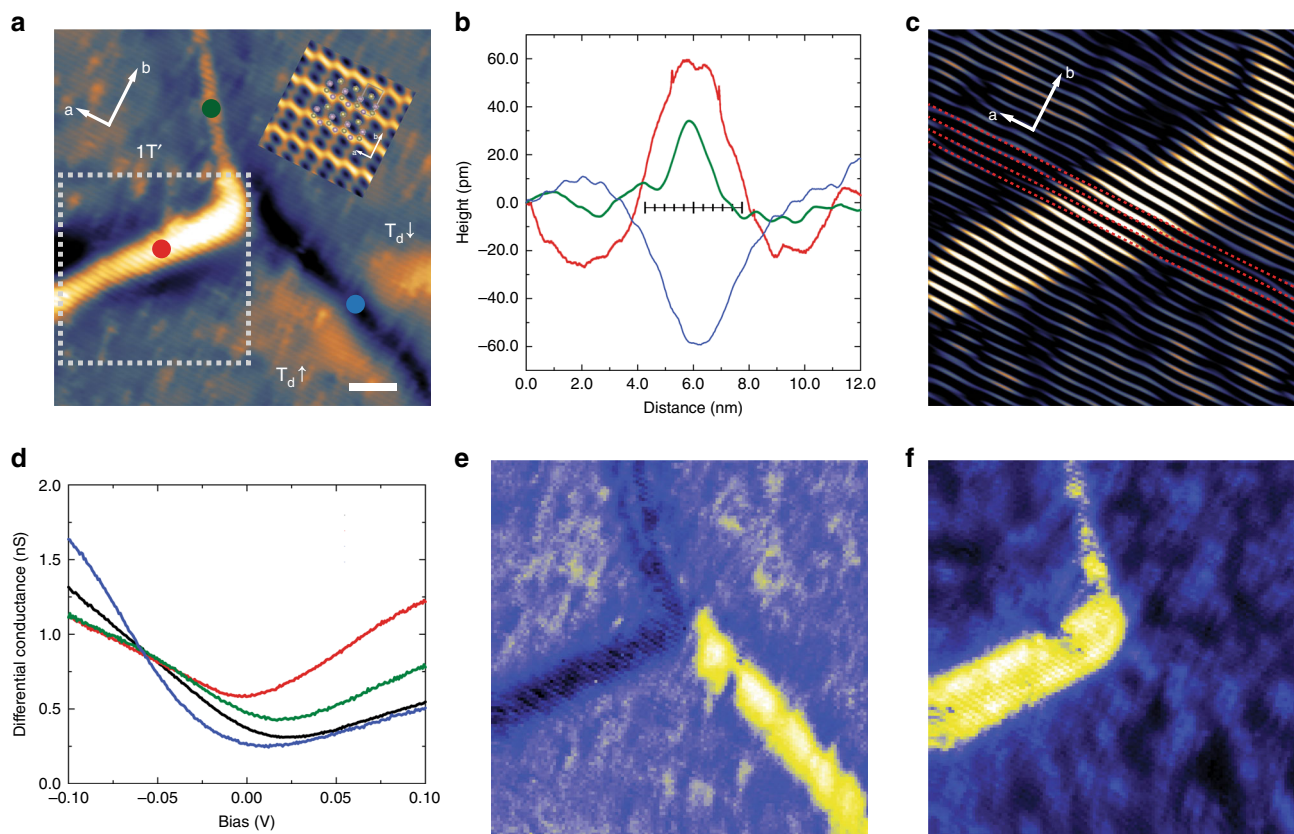 a
b
a
1T′
b
a
T_d↓
T_d↑
b
60.0
40.0
20.0
0.0
−20.0
−40.0
−60.0
Height (pm)
0.0 2.0 4.0 6.0 8.0 10.0 12.0
Distance (nm)
c
b
a
d
2.0
1.5
1.0
0.5
0.0
Differential conductance (nS)
−0.10 −0.05 0.00 0.05 0.10
Bias (V)
e
f